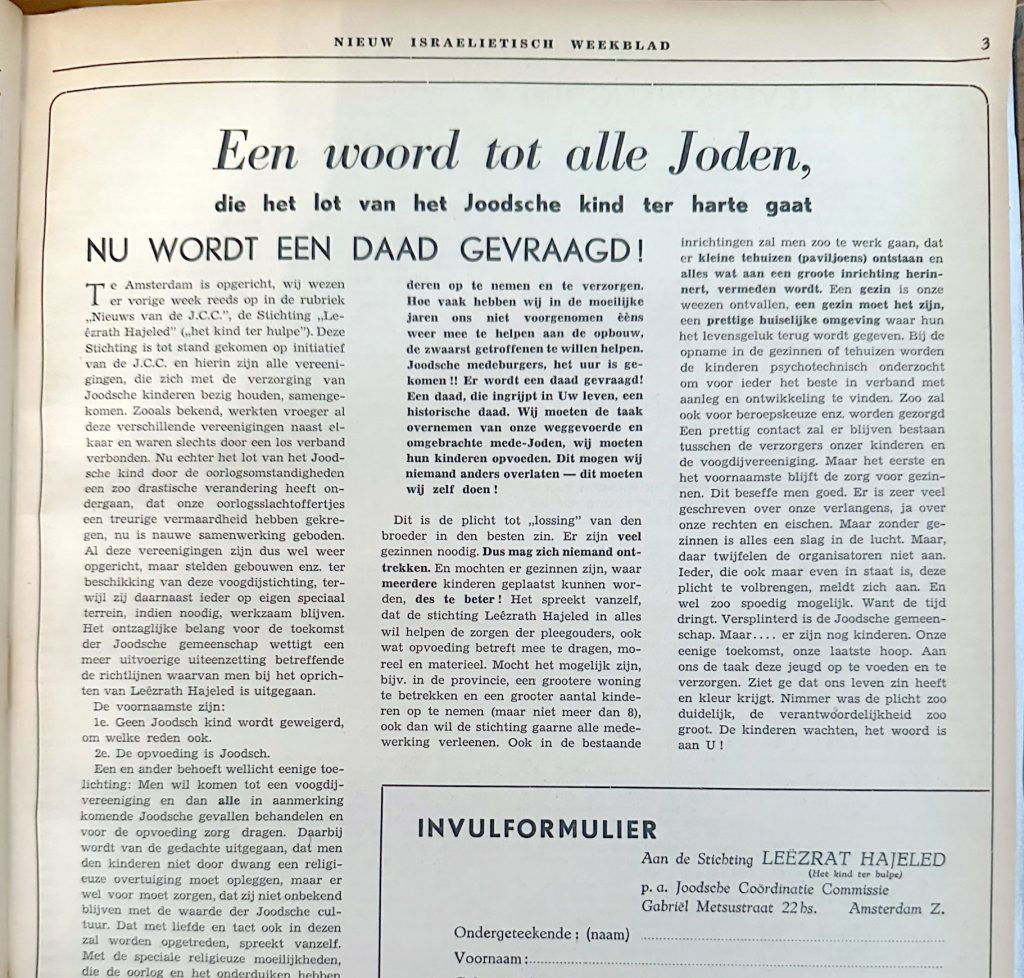 NIEUW ISRAELIETISCH WEEKBLAD
3
Een woord tot alle Joden,
die het lot van het Joodsche kind ter harte gaat
NU WORDT EEN DAAD GEVRAAGD!
Te Amsterdam is opgericht, wij wezen
er vorige week reeds op in de rubriek
„Nieuws van de J.C.C.”, de Stichting „Le-
êzrath Hajeled” („het kind ter hulpe”). Deze
Stichting is tot stand gekomen op initiatief
van de J.C.C. en hierin zijn alle vereeni-
gingen, die zich met de verzorging van
Joodsche kinderen bezig houden, samenge-
komen. Zooals bekend, werkten vroeger al
deze verschillende vereenigingen naast el-
kaar en waren slechts door een los verband
verbonden. Nu echter het lot van het Jood-
sche kind door de oorlogsomstandigheden
een zoo drastische verandering heeft on-
dergaan, dat onze oorlogsslachtoffertjes
een treurige vermaardheid hebben gekre-
gen, nu is nauwe samenwerking geboden.
Al deze vereenigingen zijn dus wel weer
opgericht, maar stelden gebouwen enz. ter
beschikking van deze voogdijstichting, ter-
wijl zij daarnaast ieder op eigen speciaal
terrein, indien noodig, werkzaam blijven.
Het ontzaglijke belang voor de toekomst
der Joodsche gemeenschap wettigt een
meer uitvoerige uiteenzetting betreffende
de richtlijnen waarvan men bij het oprich-
ten van Leêzrath Hajeled is uitgegaan.
De voornaamste zijn:
1e. Geen Joodsch kind wordt geweigerd,
om welke reden ook.
2e. De opvoeding is Joodsch.
Een en ander behoeft wellicht eenige toe-
lichting: Men wil komen tot een voogdij-
vereeniging en dan alle in aanmerking
komende Joodsche gevallen behandelen en
voor de opvoeding zorg dragen. Daarbij
wordt van de gedachte uitgegaan, dat men
den kinderen niet door dwang een religi-
euze overtuiging moet opleggen, maar er
wel voor moet zorgen, dat zij niet onbekend
blijven met de waarde der Joodsche cul-
tuur. Dat met liefde en tact ook in dezen
zal worden opgetreden, spreekt vanzelf.
Met de speciale religieuze moeilijkheden,
die de oorlog en het onderduiken hebben
deren op te nemen en te verzorgen.
Hoe vaak hebben wij in de moeilijke
jaren ons niet voorgenomen ééns
weer mee te helpen aan de opbouw,
de zwaarst getroffenen te willen helpen.
Joodsche medeburgers, het uur is ge-
komen!! Er wordt een daad gevraagd!
Een daad, die ingrijpt in Uw leven, een
historische daad. Wij moeten de taak
overnemen van onze weggevoerde en
omgebrachte mede-Joden, wij moeten
hun kinderen opvoeden. Dit mogen wij
niemand anders overlaten — dit moeten
wij zelf doen!
Dit is de plicht tot „lossing” van den
broeder in den besten zin. Er zijn veel
gezinnen noodig. Dus mag zich niemand ont-
trekken. En mochten er gezinnen zijn, waar
meerdere kinderen geplaatst kunnen wor-
den, des te beter! Het spreekt vanzelf,
dat de stichting Leêzrath Hajeled in alles
wil helpen de zorgen der pleegouders, ook
wat opvoeding betreft mee te dragen, mo-
reel en materieel. Mocht het mogelijk zijn,
bijv. in de provincie, een grootere woning
te betrekken en een grooter aantal kinde-
ren op te nemen (maar niet meer dan 8),
ook dan wil de stichting gaarne alle mede-
werking verleenen. Ook in de bestaande
inrichtingen zal men zoo te werk gaan, dat
er kleine tehuizen (paviljoens) ontstaan en
alles wat aan een groote inrichting herin-
nert, vermeden wordt. Een gezin is onze
weezen ontvallen, een gezin moet het zijn,
een prettige huiselijke omgeving waar hun
het levensgeluk terug wordt gegeven. Bij de
opname in de gezinnen of tehuizen worden
de kinderen psychotechnisch onderzocht
om voor ieder het beste in verband met
aanleg en ontwikkeling te vinden. Zoo zal
ook voor beroepskeuze enz. worden gezorgd
Een prettig contact zal er blijven bestaan
tusschen de verzorgers onzer kinderen en
de voogdijvereniging. Maar het eerste en
het voornaamste blijft de zorg voor gezin-
nen. Dit beseffe men goed. Er is zeer veel
geschreven over onze verlangens, ja over
onze rechten en eischen. Maar zonder ge-
zinnen is alles een slag in de lucht. Maar,
daar twijfelen de organisatoren niet aan.
Ieder, die ook maar even in staat is, deze
plicht te volbrengen, meldt zich aan. En
wel zoo spoedig mogelijk. Want de tijd
dringt. Versplinterd is de Joodsche gemeen-
schap. Maar.... er zijn nog kinderen. Onze
eenige toekomst, onze laatste hoop. Aan
ons de taak deze jeugd op te voeden en te
verzorgen. Ziet ge dat ons leven zin heeft
en kleur krijgt. Nimmer was de plicht zoo
duidelijk, de verantwoordelijkheid zoo
groot. De kinderen wachten, het woord is
aan U!
INVULFORMULIER
Aan de Stichting LEËZRAT HAJELED
(Het kind ter hulpe)
p. a. Joodsche Coördinatie Commissie
Gabriël Metsustraat 22 hs. Amsterdam Z.
Ondergeteekende: (naam)
Voornaam: